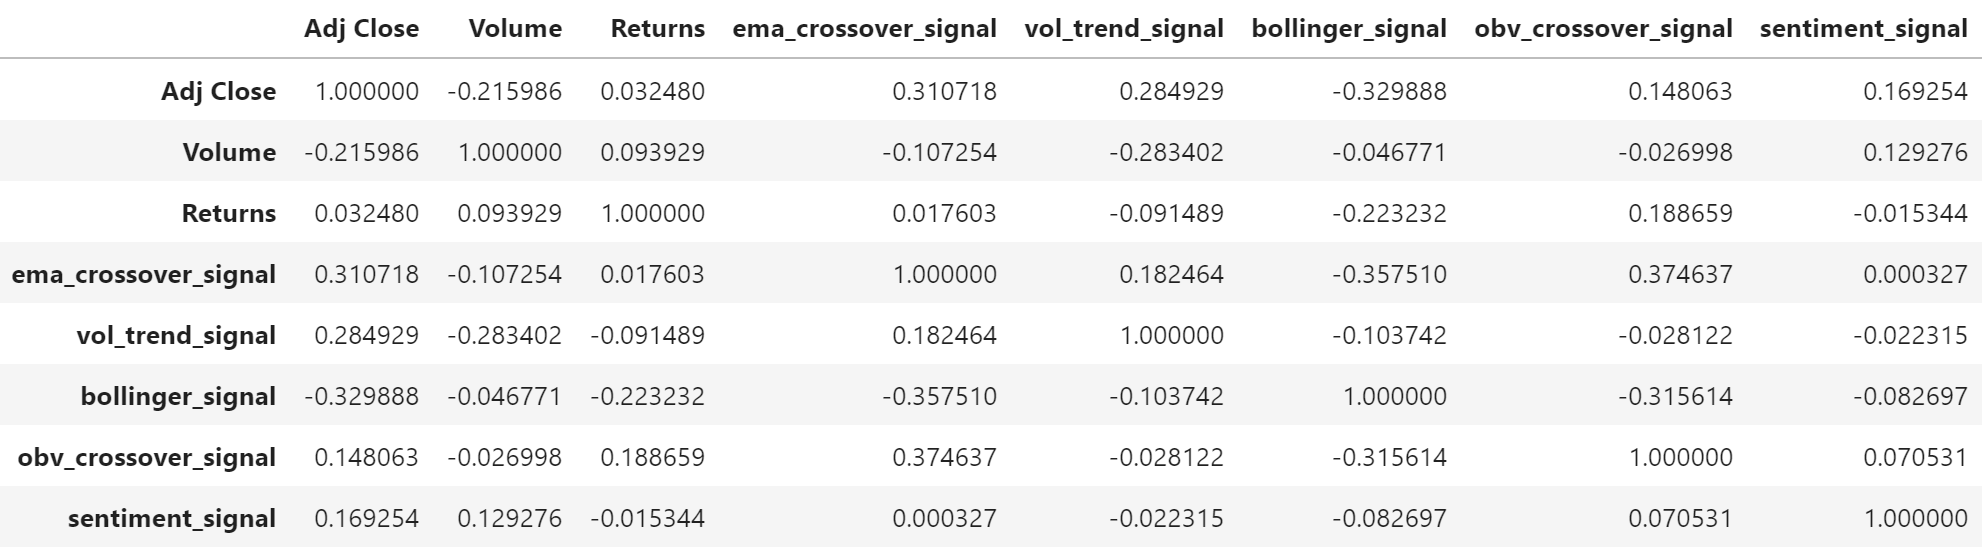 Adj Close Volume Returns ema_crossover_signal vol_trend_signal bollinger_signal obv_crossover_signal sentiment_signal
Adj Close 1.000000 -0.215986 0.032480 0.310718 0.284929 -0.329888 0.148063 0.169254
Volume -0.215986 1.000000 0.093929 -0.107254 -0.283402 -0.046771 -0.026998 0.129276
Returns 0.032480 0.093929 1.000000 0.017603 -0.091489 -0.223232 0.188659 -0.015344
ema_crossover_signal 0.310718 -0.107254 0.017603 1.000000 0.182464 -0.357510 0.374637 0.000327
vol_trend_signal 0.284929 -0.283402 -0.091489 0.182464 1.000000 -0.103742 -0.028122 -0.022315
bollinger_signal -0.329888 -0.046771 -0.223232 -0.357510 -0.103742 1.000000 -0.315614 -0.082697
obv_crossover_signal 0.148063 -0.026998 0.188659 0.374637 -0.028122 -0.315614 1.000000 0.070531
sentiment_signal 0.169254 0.129276 -0.015344 0.000327 -0.022315 -0.082697 0.070531 1.000000